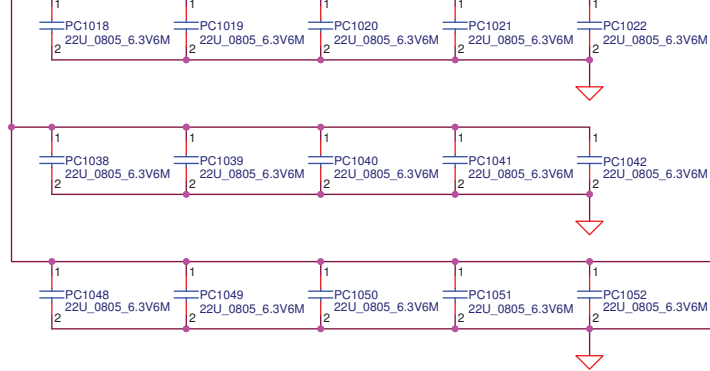 1 1 1 1 1
PC1018 PC1019 PC1020 PC1021 PC1022
22U_0805_6.3V6M 22U_0805_6.3V6M 22U_0805_6.3V6M 22U_0805_6.3V6M 22U_0805_6.3V6M
2 2 2 2 2
1 1 1 1 1
PC1038 PC1039 PC1040 PC1041 PC1042
22U_0805_6.3V6M 22U_0805_6.3V6M 22U_0805_6.3V6M 22U_0805_6.3V6M 22U_0805_6.3V6M
2 2 2 2 2
1 1 1 1 1
PC1048 PC1049 PC1050 PC1051 PC1052
22U_0805_6.3V6M 22U_0805_6.3V6M 22U_0805_6.3V6M 22U_0805_6.3V6M 22U_0805_6.3V6M
2 2 2 2 2